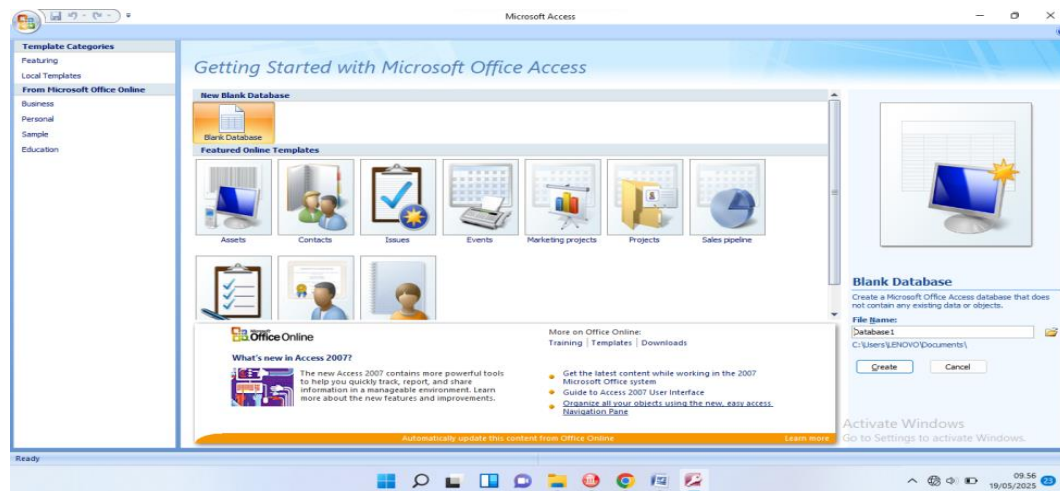 Microsoft Access
Template Categories
Featuring
Local Templates
From Microsoft Office Online
Business
Personal
Sample
Education
Getting Started with Microsoft Office Access
New Blank Database
Blank Database
Featured Online Templates
Assets
Contacts
Issues
Events
Marketing projects
Projects
Sales pipeline
Microsoft
Office Online
What's new in Access 2007?
The new Access 2007 contains more powerful tools
to help you quickly track, report, and share
information in a manageable environment. Learn
more about the new features and improvements.
More on Office Online:
Training | Templates | Downloads
Get the latest content while working in the 2007
Microsoft Office system
Guide to Access 2007 User Interface
Organize all your objects using the new, easy access
Navigation Pane
Automatically update this content from Office Online
Learn more
Blank Database
Create a Microsoft Office Access database that does
not contain any existing data or objects.
File Name:
Database1
C:\Users\LENOVO\Documents\
Create
Cancel
Activate Windows
Go to Settings to activate Windows.
Ready
09.56
19/05/2025
23